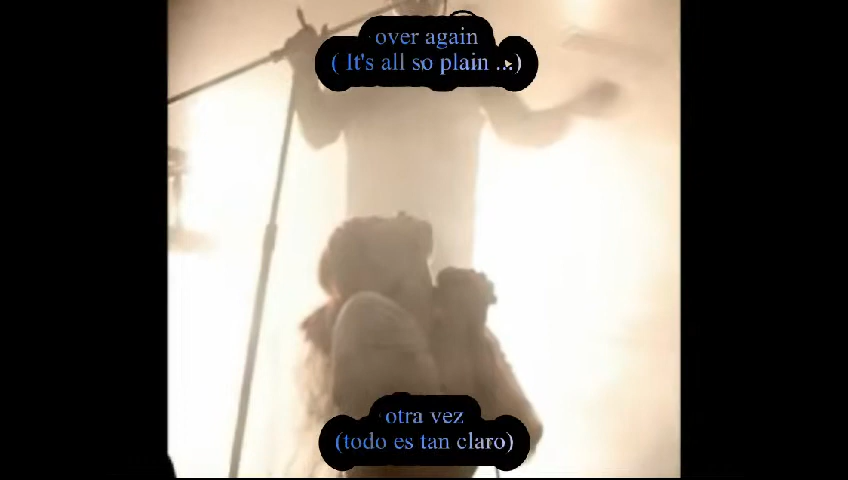 over again
( It's all so plain ...)
otra vez
(todo es tan claro)